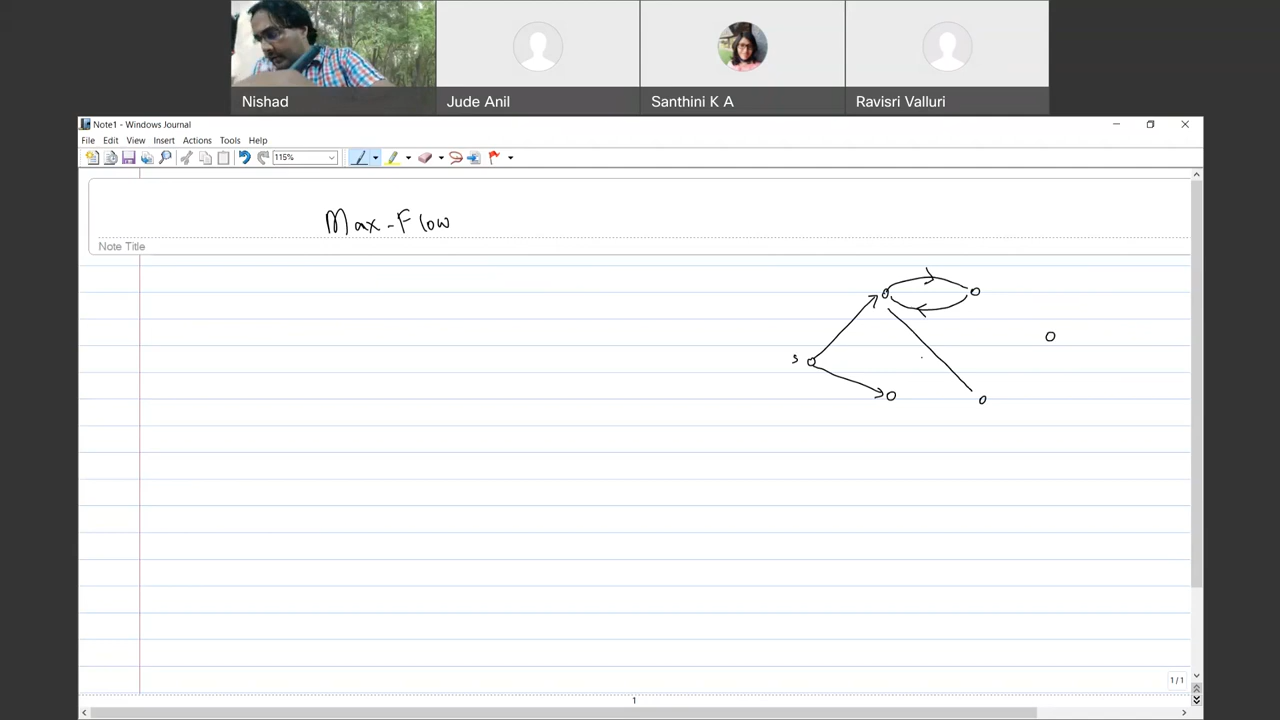 Nishad
Jude Anil
Santhini K A
Ravisri Valluri
Note1 - Windows Journal
File Edit View Insert Actions Tools Help
115%
Max-Flow
Note Title
s
1/1
1